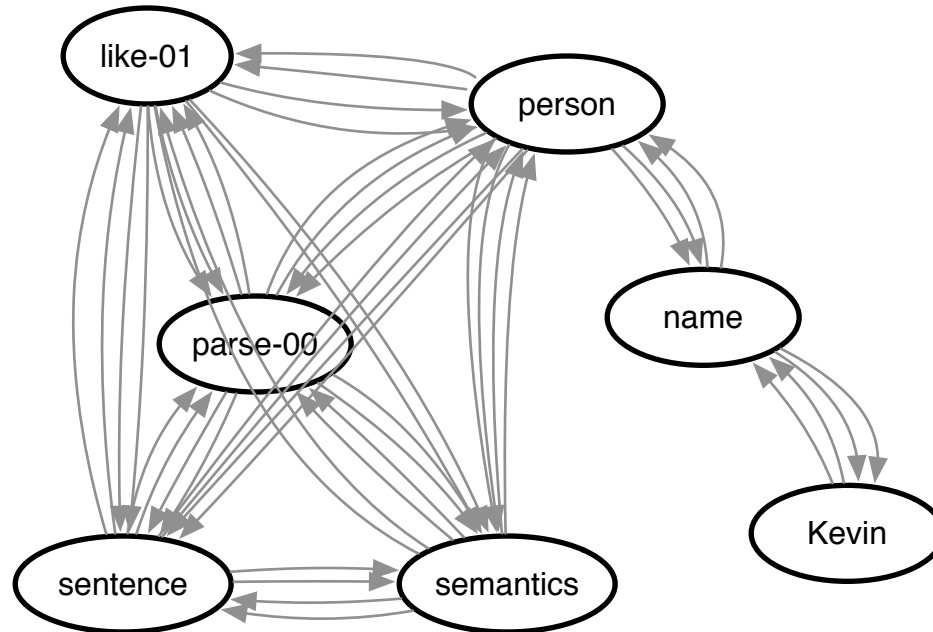 like-01
person
parse-00
name
Kevin
sentence
semantics